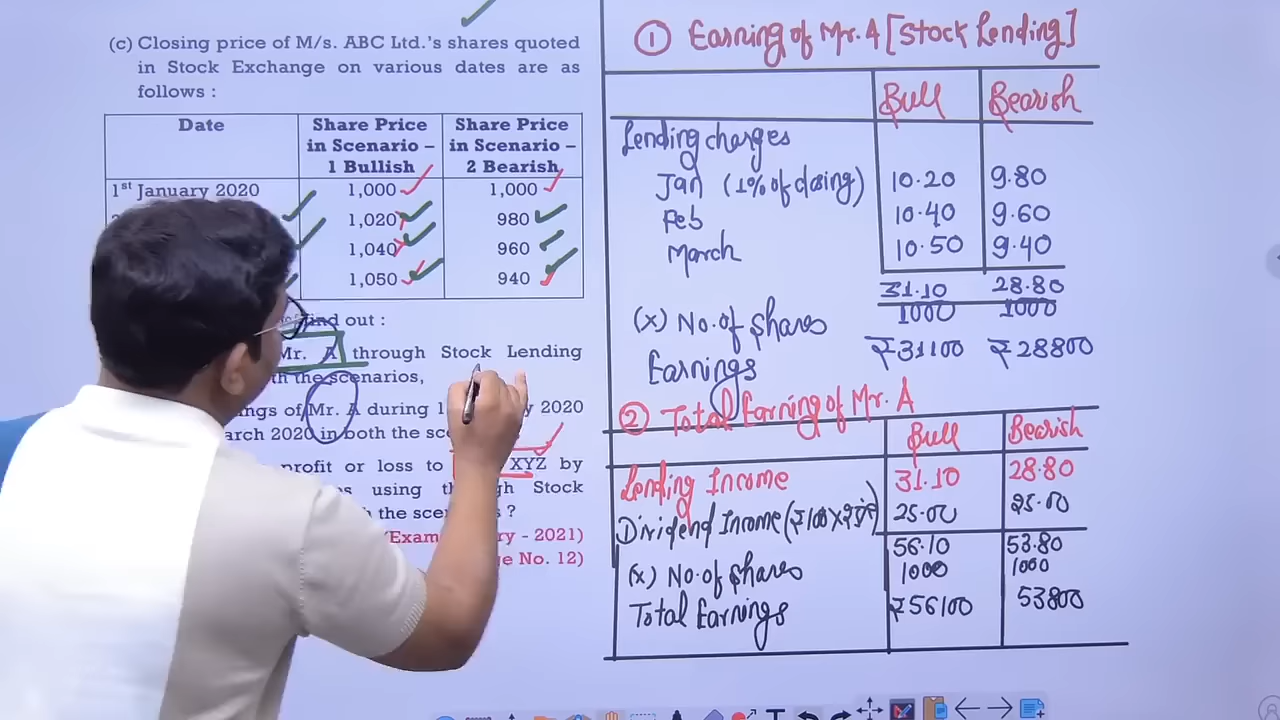 (c) Closing price of M/s. ABC Ltd.'s shares quoted
in Stock Exchange on various dates are as
follows :
Date
Share Price in Scenario – 1 Bullish
Share Price in Scenario – 2 Bearish
1st January 2020 1,000 1,000
1,020 980
1,040 960
1,050 940
find out :
Mr. A through Stock Lending
the scenarios,
of Mr. A during 1 2020
2020 in both the
profit or loss to XYZ by
using Stock
the ?
2021)
No. 12)
① Earning of Mr. A [Stock Lending]
Bull Bearish
Lending charges
Jan (1% of closing) 10.20 9.80
Feb 10.40 9.60
March 10.50 9.40
31.10 28.80
(x) No. of shares 1000 1000
Earnings ₹31100 ₹28800
② Total Earning of Mr. A
Bull Bearish
Lending Income 31.10 28.80
Dividend Income 25.00 25.00
56.10 53.80
(x) No. of shares 1000 1000
Total Earnings ₹56100 53800